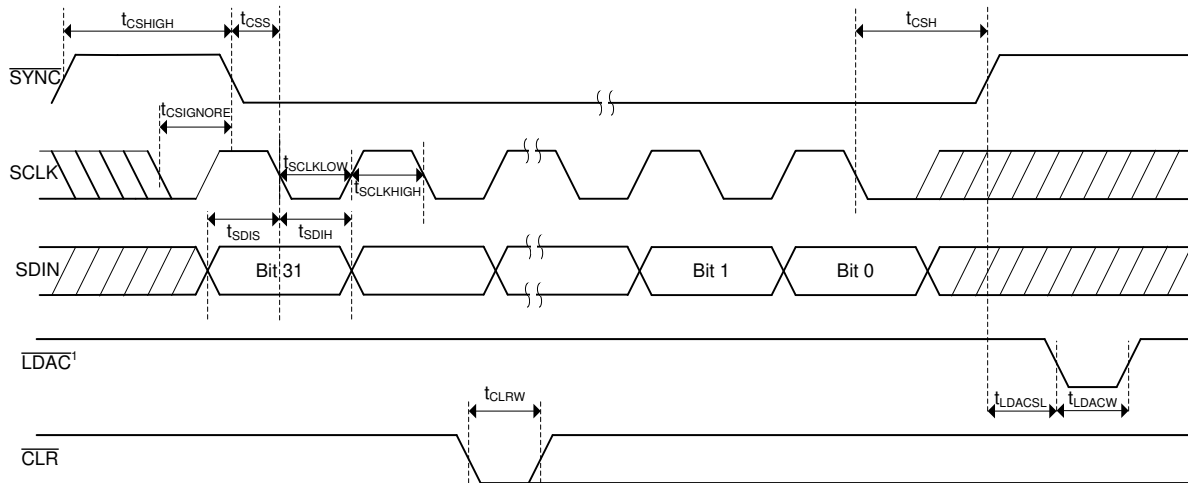 tCSHIGH tCSS tCSH
SYNC
tCSIGNORE
SCLK tSCLKLOW
tSCLKHIGH
tSDIS tSDIH
SDIN Bit 31 Bit 1 Bit 0
LDAC1
tCLRW tLDACSL tLDACW
CLR